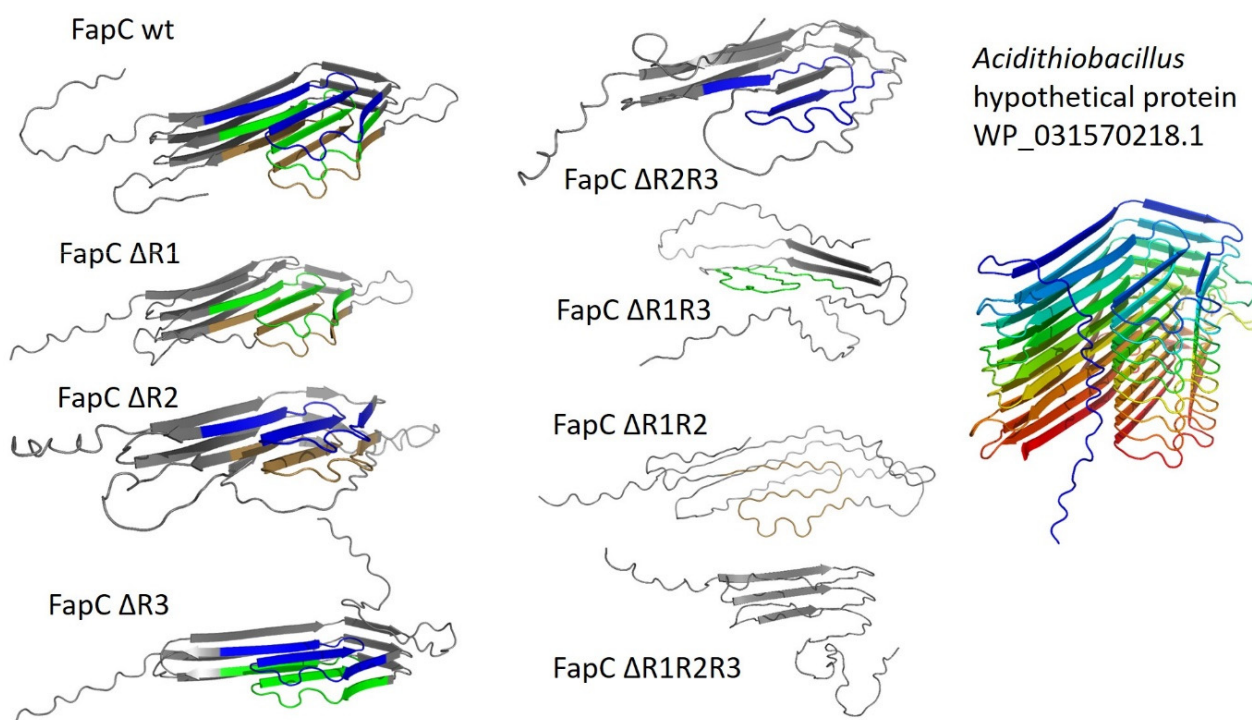 FapC wt
FapC ΔR1
FapC ΔR2
FapC ΔR3
FapC ΔR2R3
FapC ΔR1R3
FapC ΔR1R2
FapC ΔR1R2R3
Acidithiobacillus
hypothetical protein
WP_031570218.1